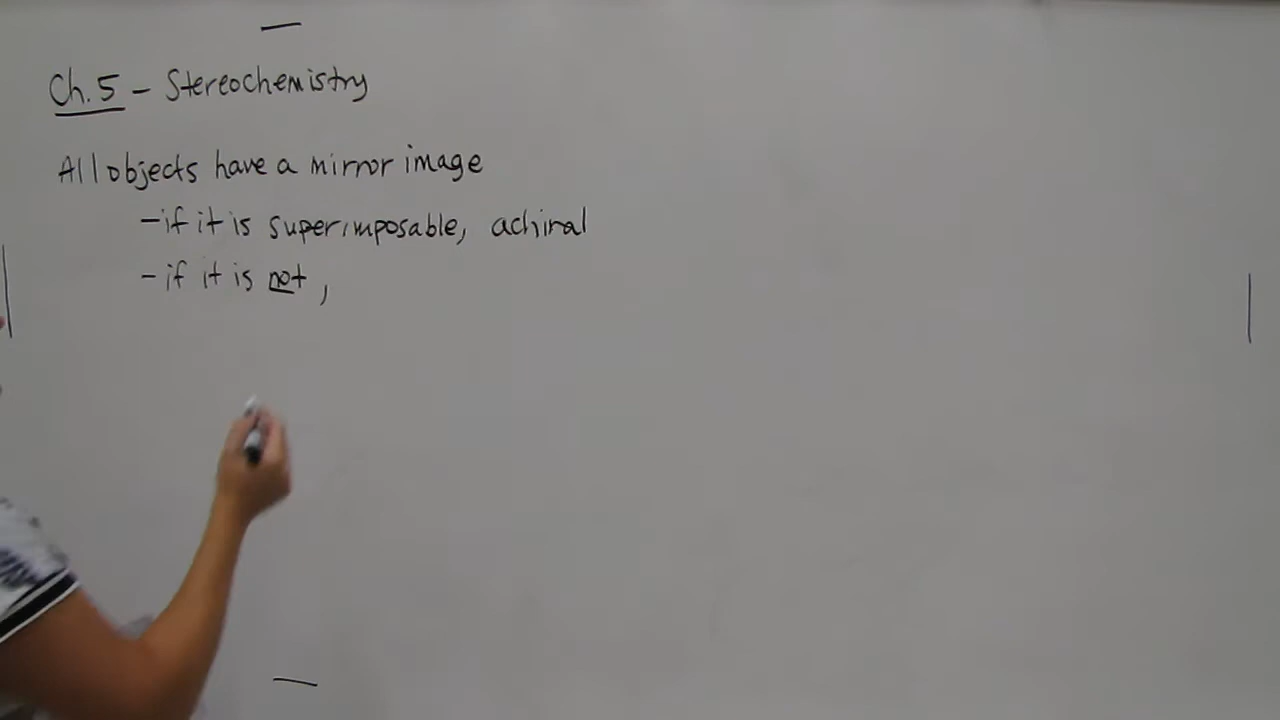 Ch. 5 - Stereochemistry
All objects have a mirror image
- if it is superimposable, achiral
- if it is not,